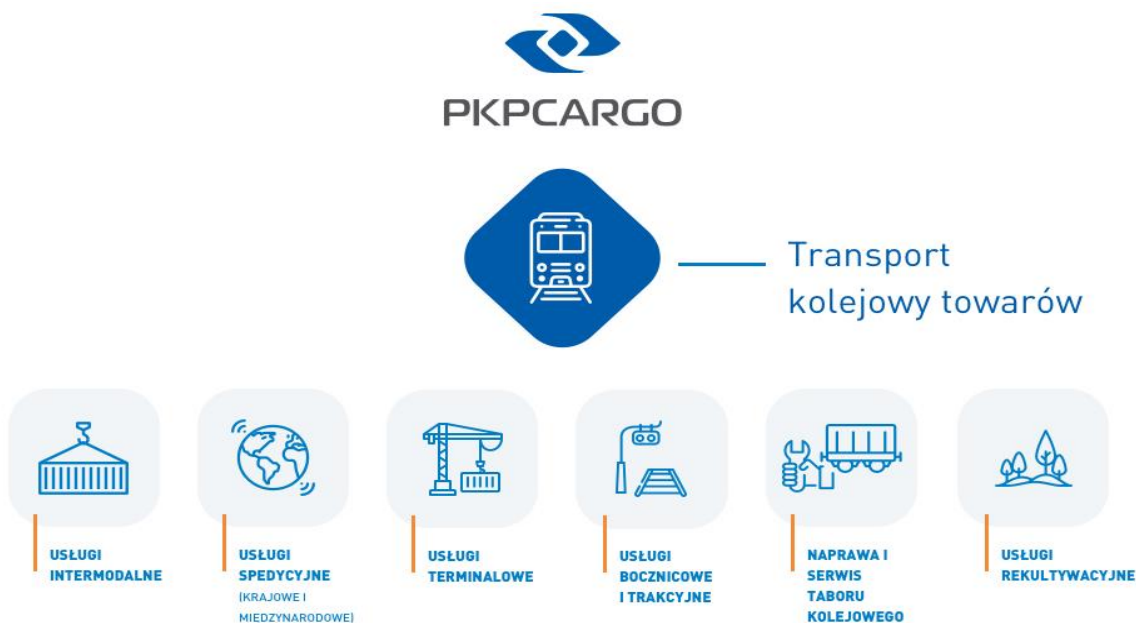 PKPCARGO
Transport
kolejowy towarów
USŁUGI
INTERMODALNE
USŁUGI
SPEDYCYJNE
(KRAJOWE I
MIEDZYNARODOWE)
USŁUGI
TERMINALOWE
USŁUGI
BOCZNICOWE
I TRAKCYJNE
NAPRAWA I
SERWIS
TABORU
KOLEJOWEGO
USŁUGI
REKULTYWACYJNE